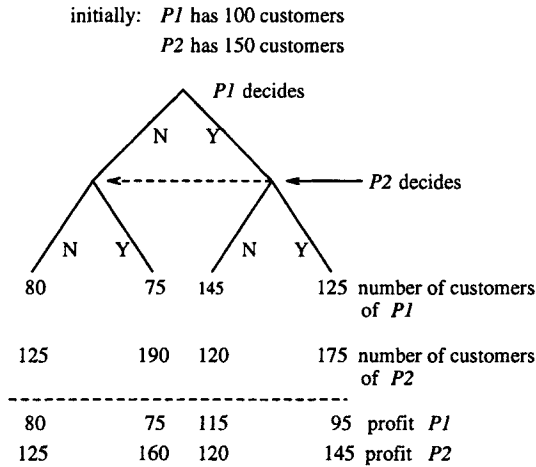 initially: P1 has 100 customers
P2 has 150 customers
P1 decides
N Y
P2 decides
N Y N Y
80 75 145 125 number of customers
of P1
125 190 120 175 number of customers
of P2
80 75 115 95 profit P1
125 160 120 145 profit P2